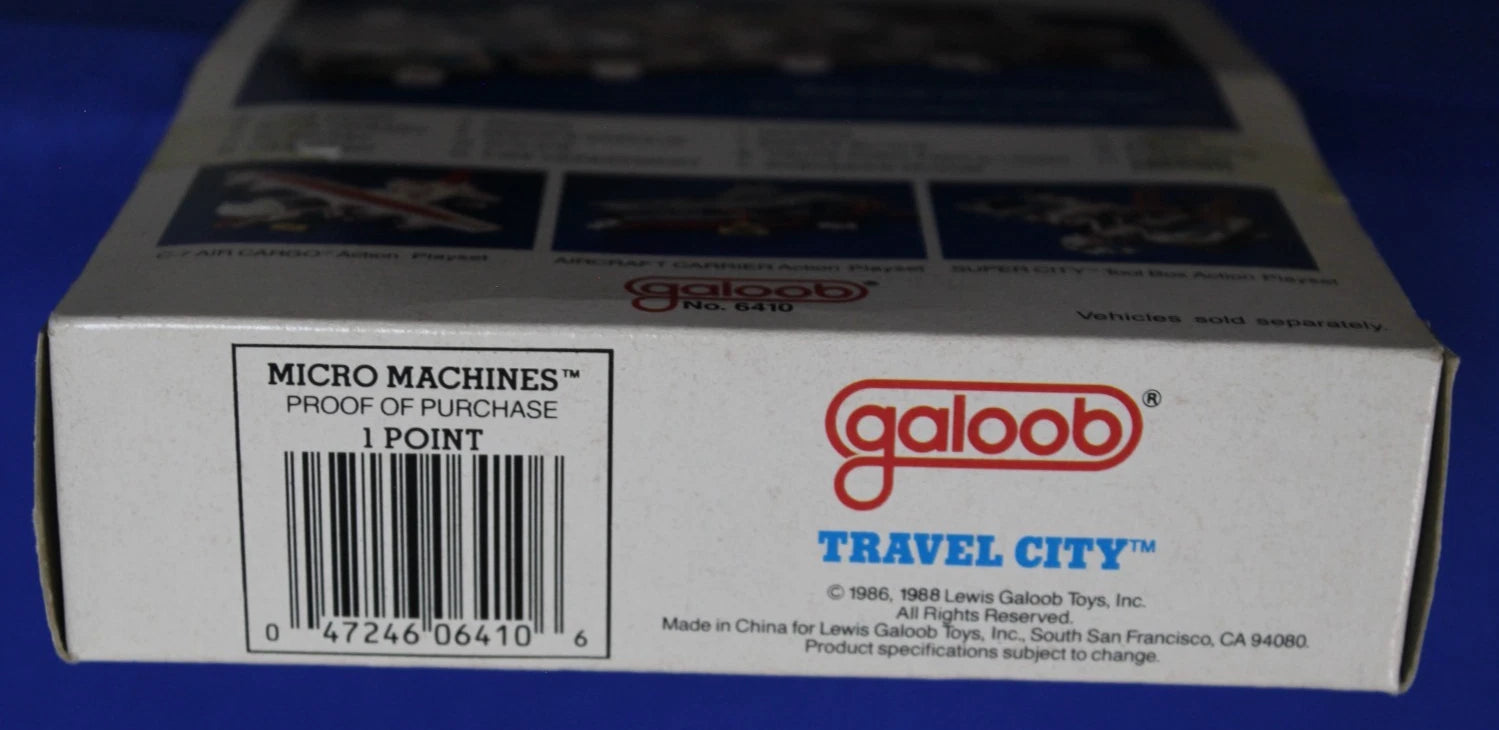 C-7 AIR CARGO™ Action Playset
AIRCRAFT CARRIER Action Playset
SUPER CITY™ Tool Box Action Playset
galoob®
No. 6410
Vehicles sold separately.
MICRO MACHINES™
PROOF OF PURCHASE
1 POINT
0 47246 06410 6
galoob®
TRAVEL CITY™
© 1986, 1988 Lewis Galoob Toys, Inc.
All Rights Reserved.
Made in China for Lewis Galoob Toys, Inc., South San Francisco, CA 94080.
Product specifications subject to change.